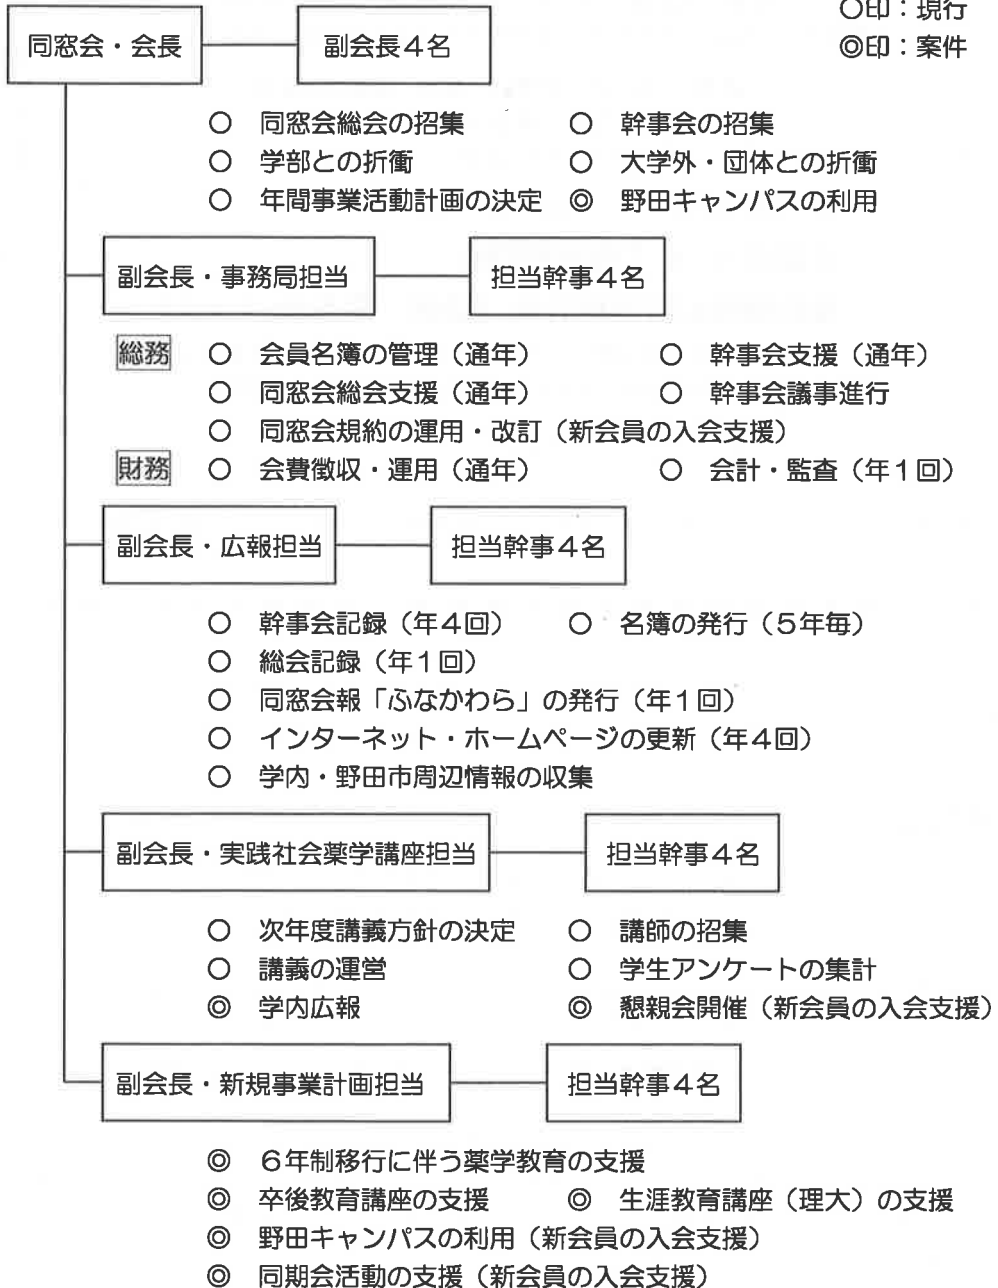 ○印：現行
同窓会・会長 副会長４名
◎印：案件
○ 同窓会総会の招集 ○ 幹事会の招集
○ 学部との折衝 ○ 大学外・団体との折衝
○ 年間事業活動計画の決定 ◎ 野田キャンパスの利用
副会長・事務局担当 担当幹事４名
総務 ○ 会員名簿の管理（通年） ○ 幹事会支援（通年）
○ 同窓会総会支援（通年） ○ 幹事会議事進行
○ 同窓会規約の運用・改訂（新会員の入会支援）
財務 ○ 会費徴収・運用（通年） ○ 会計・監査（年１回）
副会長・広報担当 担当幹事４名
○ 幹事会記録（年４回） ○ 名簿の発行（５年毎）
○ 総会記録（年１回）
○ 同窓会報「ふなかわら」の発行（年１回）
○ インターネット・ホームページの更新（年４回）
○ 学内・野田市周辺情報の収集
副会長・実践社会薬学講座担当 担当幹事４名
○ 次年度講義方針の決定 ○ 講師の招集
○ 講義の運営 ○ 学生アンケートの集計
◎ 学内広報 ◎ 懇親会開催（新会員の入会支援）
副会長・新規事業計画担当 担当幹事４名
◎ ６年制移行に伴う薬学教育の支援
◎ 卒後教育講座の支援 ◎ 生涯教育講座（理大）の支援
◎ 野田キャンパスの利用（新会員の入会支援）
◎ 同期会活動の支援（新会員の入会支援）